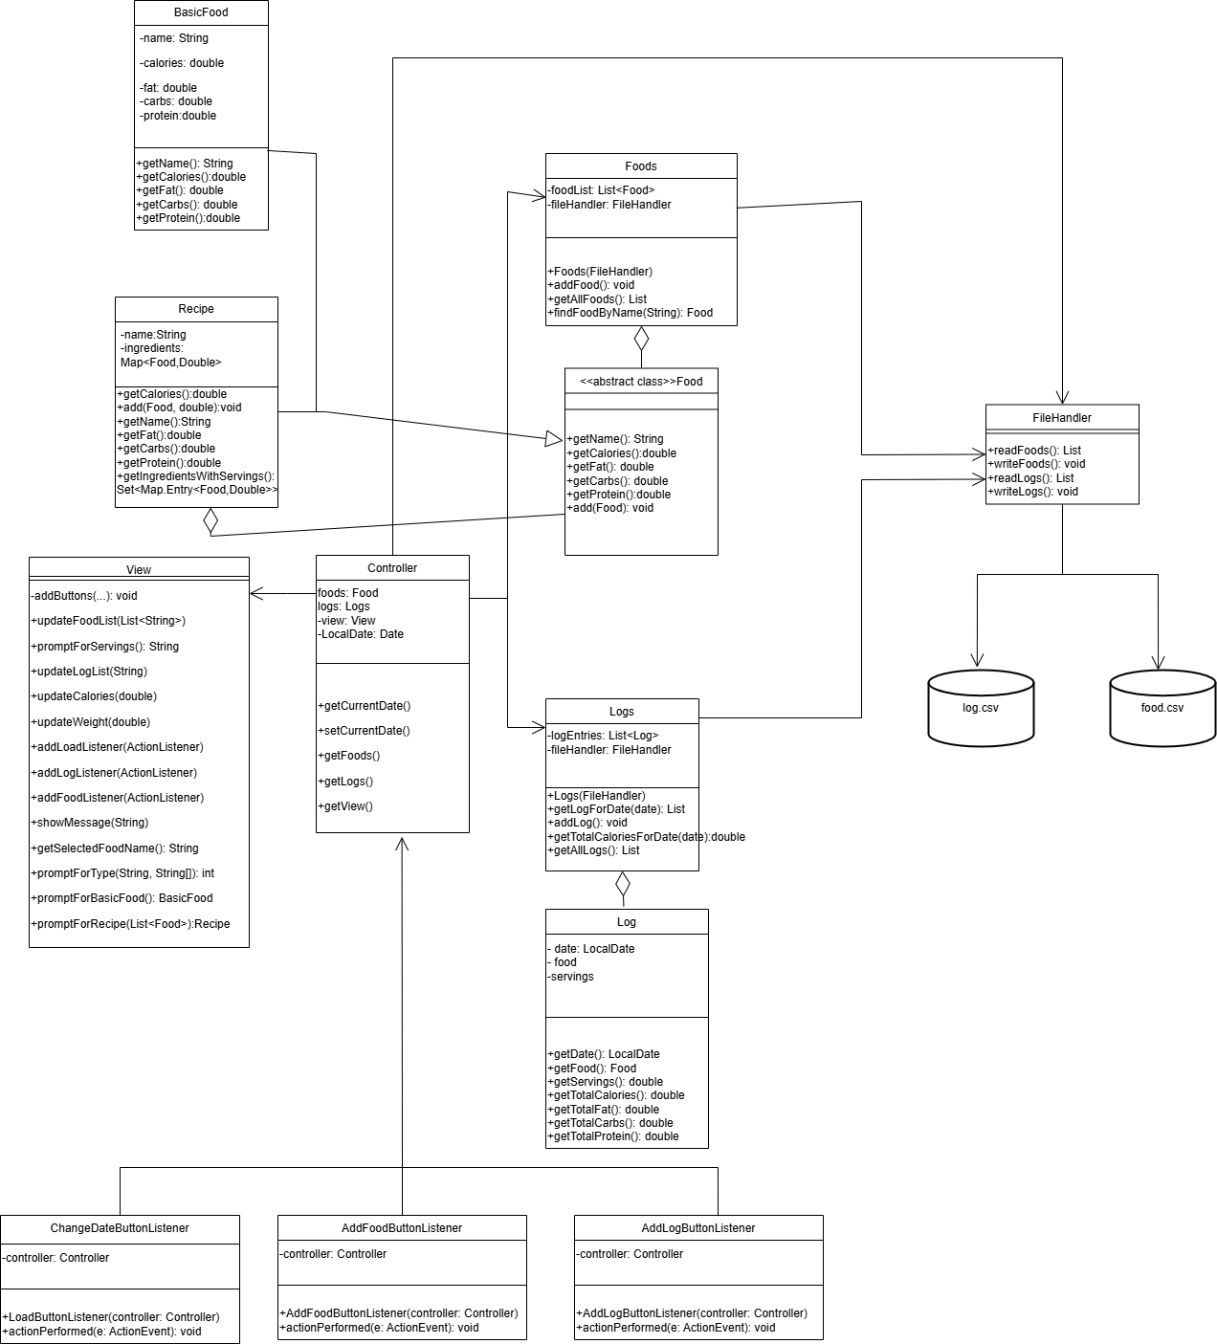 BasicFood
-name: String
-calories: double
-fat: double
-carbs: double
-protein:double
+getName(): String
+getCalories():double
+getFat(): double
+getCarbs(): double
+getProtein():double
Foods
-foodList: List<Food>
-fileHandler: FileHandler
+Foods(FileHandler)
+addFood(): void
+getAllFoods(): List
+findFoodByName(String): Food
Recipe
-name:String
-ingredients:
Map<Food,Double>
+getCalories():double
+add(Food, double):void
+getName():String
+getFat():double
+getCarbs():double
+getProtein():double
+getIngredientsWithServings():
Set<Map.Entry<Food,Double>>
<<abstract class>>Food
+getName(): String
+getCalories():double
+getFat(): double
+getCarbs(): double
+getProtein():double
+add(Food): void
FileHandler
+readFoods(): List
+writeFoods(): void
+readLogs(): List
+writeLogs(): void
View
-addButtons(...): void
+updateFoodList(List<String>)
+promptForServings(): String
+updateLogList(String)
+updateCalories(double)
+updateWeight(double)
+addLoadListener(ActionListener)
+addLogListener(ActionListener)
+addFoodListener(ActionListener)
+showMessage(String)
+getSelectedFoodName(): String
+promptForType(String, String[]): int
+promptForBasicFood(): BasicFood
+promptForRecipe(List<Food>):Recipe
Controller
foods: Food
logs: Logs
-view: View
-LocalDate: Date
+getCurrentDate()
+setCurrentDate()
+getFoods()
+getLogs()
+getView()
Logs
-logEntries: List<Log>
-fileHandler: FileHandler
+Logs(FileHandler)
+getLogForDate(date): List
+addLog(): void
+getTotalCaloriesForDate(date):double
+getAllLogs(): List
log.csv
food.csv
Log
- date: LocalDate
- food
-servings
+getDate(): LocalDate
+getFood(): Food
+getServings(): double
+getTotalCalories(): double
+getTotalFat(): double
+getTotalCarbs(): double
+getTotalProtein(): double
ChangeDateButtonListener
-controller: Controller
+LoadButtonListener(controller: Controller)
+actionPerformed(e: ActionEvent): void
AddFoodButtonListener
-controller: Controller
+AddFoodButtonListener(controller: Controller)
+actionPerformed(e: ActionEvent): void
AddLogButtonListener
-controller: Controller
+AddLogButtonListener(controller: Controller)
+actionPerformed(e: ActionEvent): void